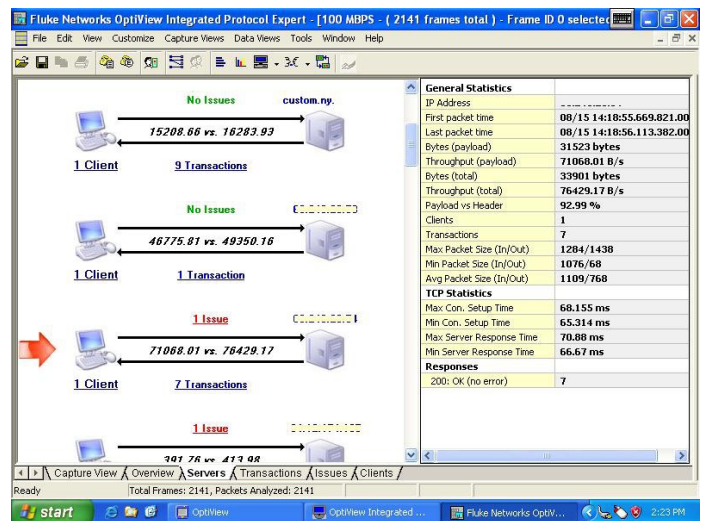 Fluke Networks OptiView Integrated Protocol Expert - [100 MBPS - ( 2141 frames total ) - Frame ID 0 selected
File Edit View Customize Capture Views Data Views Tools Window Help
No Issues custom.ny.
15208.66 vs. 16283.93
1 Client 9 Transactions
No Issues
46775.81 vs. 49350.16
1 Client 1 Transaction
1 Issue
71068.01 vs. 76429.17
1 Client 7 Transactions
1 Issue
391.76 vs. 413.98
General Statistics
IP Address
First packet time 08/15 14:18:55.669.821.00
Last packet time 08/15 14:18:56.113.382.00
Bytes (payload) 31523 bytes
Throughput (payload) 71068.01 B/s
Bytes (total) 33901 bytes
Throughput (total) 76429.17 B/s
Payload vs Header 92.99 %
Clients 1
Transactions 7
Max Packet Size (In/Out) 1284/1438
Min Packet Size (In/Out) 1076/68
Avg Packet Size (In/Out) 1109/768
TCP Statistics
Max Con. Setup Time 68.155 ms
Min Con. Setup Time 65.314 ms
Max Server Response Time 70.88 ms
Min Server Response Time 66.67 ms
Responses
200: OK (no error) 7
Capture View Overview Servers Transactions Issues Clients
Ready Total Frames: 2141, Packets Analyzed: 2141
start OptiView OptiView Integrated ... Fluke Networks OptiV... 2:23 PM